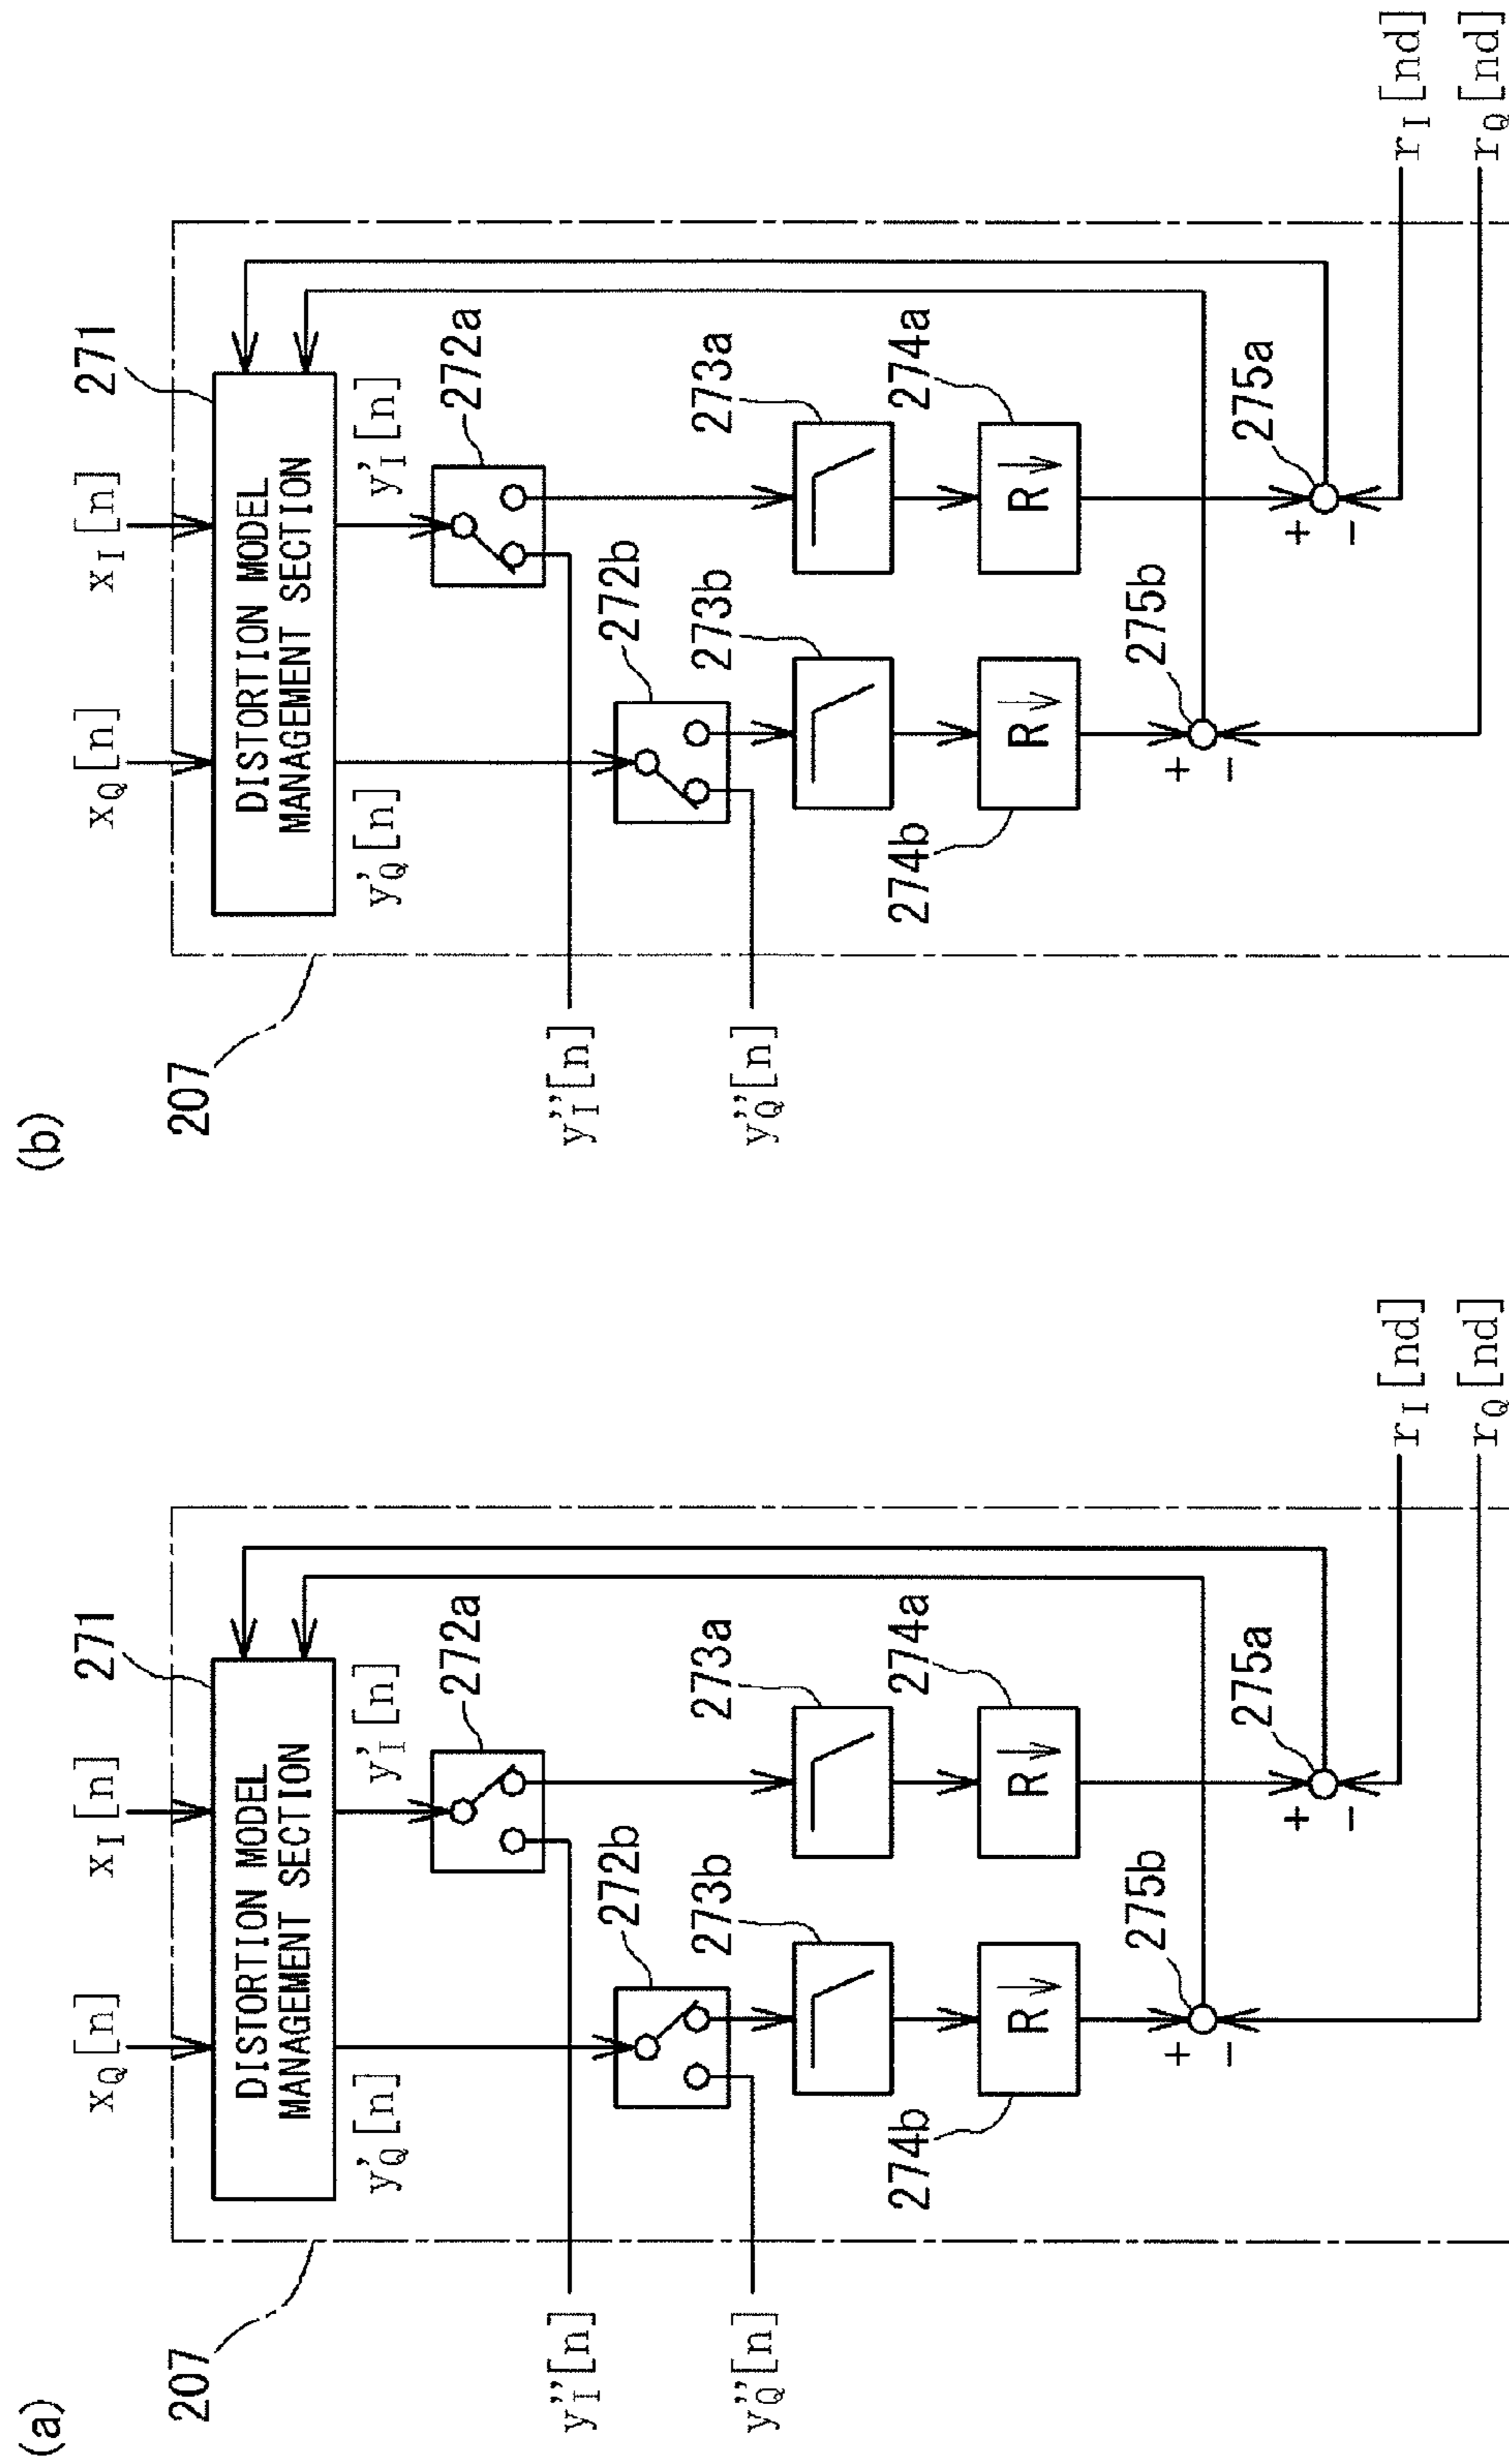 (a)
x_Q[n]
x_I[n]
271
207
DISTORTION MODEL
MANAGEMENT SECTION
y'_Q[n]
y'_I[n]
272a
272b
y''_I[n]
y''_Q[n]
273b
273a
274b
R↓
R↓
274a
275b
275a
+
-
+
-
r_I[nd]
r_Q[nd]
(b)
x_Q[n]
x_I[n]
271
207
DISTORTION MODEL
MANAGEMENT SECTION
y'_Q[n]
y'_I[n]
272a
272b
y''_I[n]
y''_Q[n]
273b
273a
274b
R↓
R↓
274a
275b
275a
+
-
+
-
r_I[nd]
r_Q[nd]